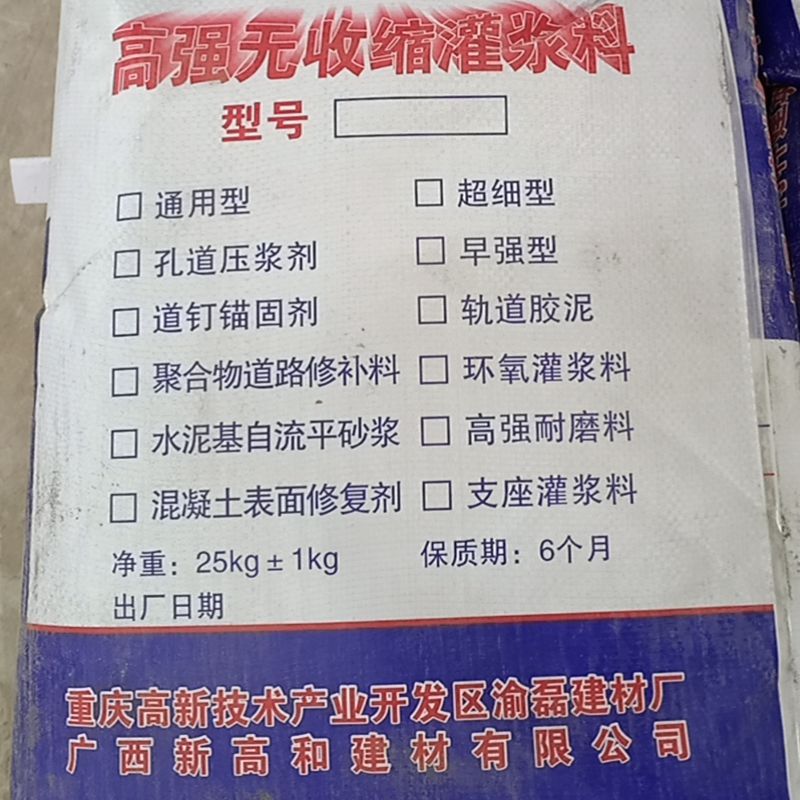 高强无收缩灌浆料
型号
通用型 超细型
孔道压浆剂 早强型
道钉锚固剂 轨道胶泥
聚合物道路修补料 环氧灌浆料
水泥基自流平砂浆 高强耐磨料
混凝土表面修复剂 支座灌浆料
净重：25kg±1kg 保质期：6个月
出厂日期
重庆高新技术产业开发区渝磊建材厂
广西新高和建材有限公司